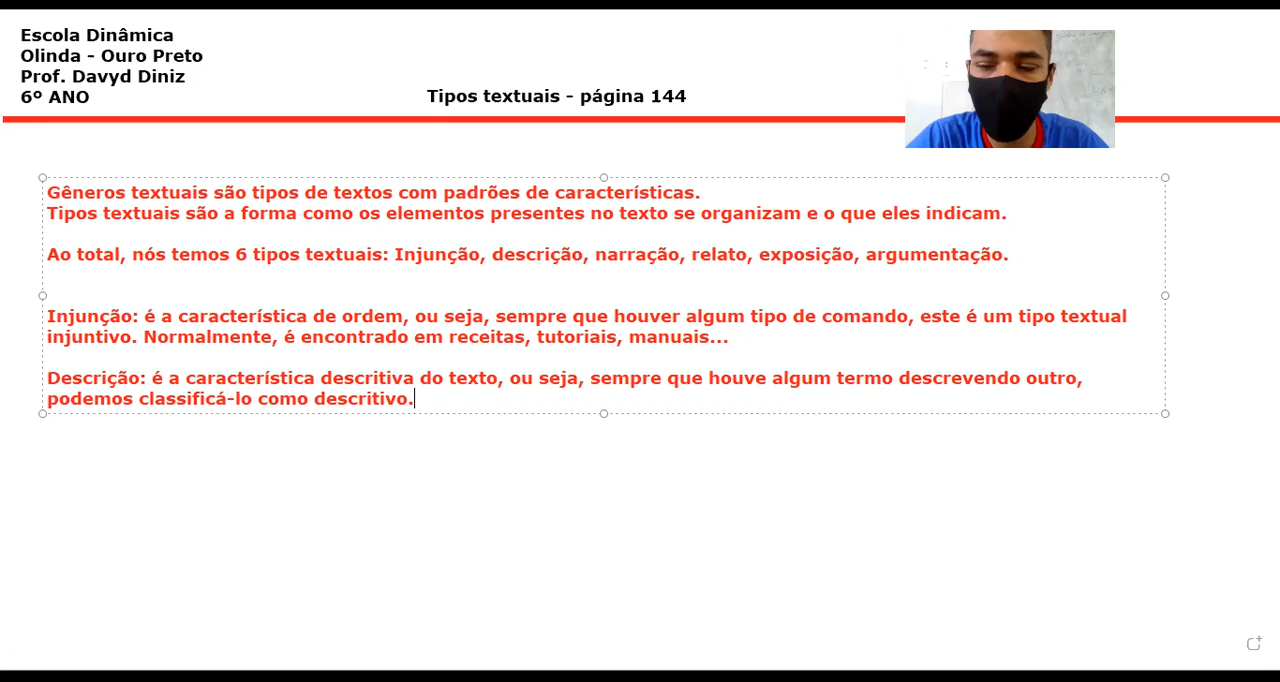 Escola Dinâmica
Olinda - Ouro Preto
Prof. Davyd Diniz
6º ANO
Tipos textuais - página 144
Gêneros textuais são tipos de textos com padrões de características.
Tipos textuais são a forma como os elementos presentes no texto se organizam e o que eles indicam.
Ao total, nós temos 6 tipos textuais: Injunção, descrição, narração, relato, exposição, argumentação.
Injunção: é a característica de ordem, ou seja, sempre que houver algum tipo de comando, este é um tipo textual
injuntivo. Normalmente, é encontrado em receitas, tutoriais, manuais...
Descrição: é a característica descritiva do texto, ou seja, sempre que houve algum termo descrevendo outro,
podemos classificá-lo como descritivo.